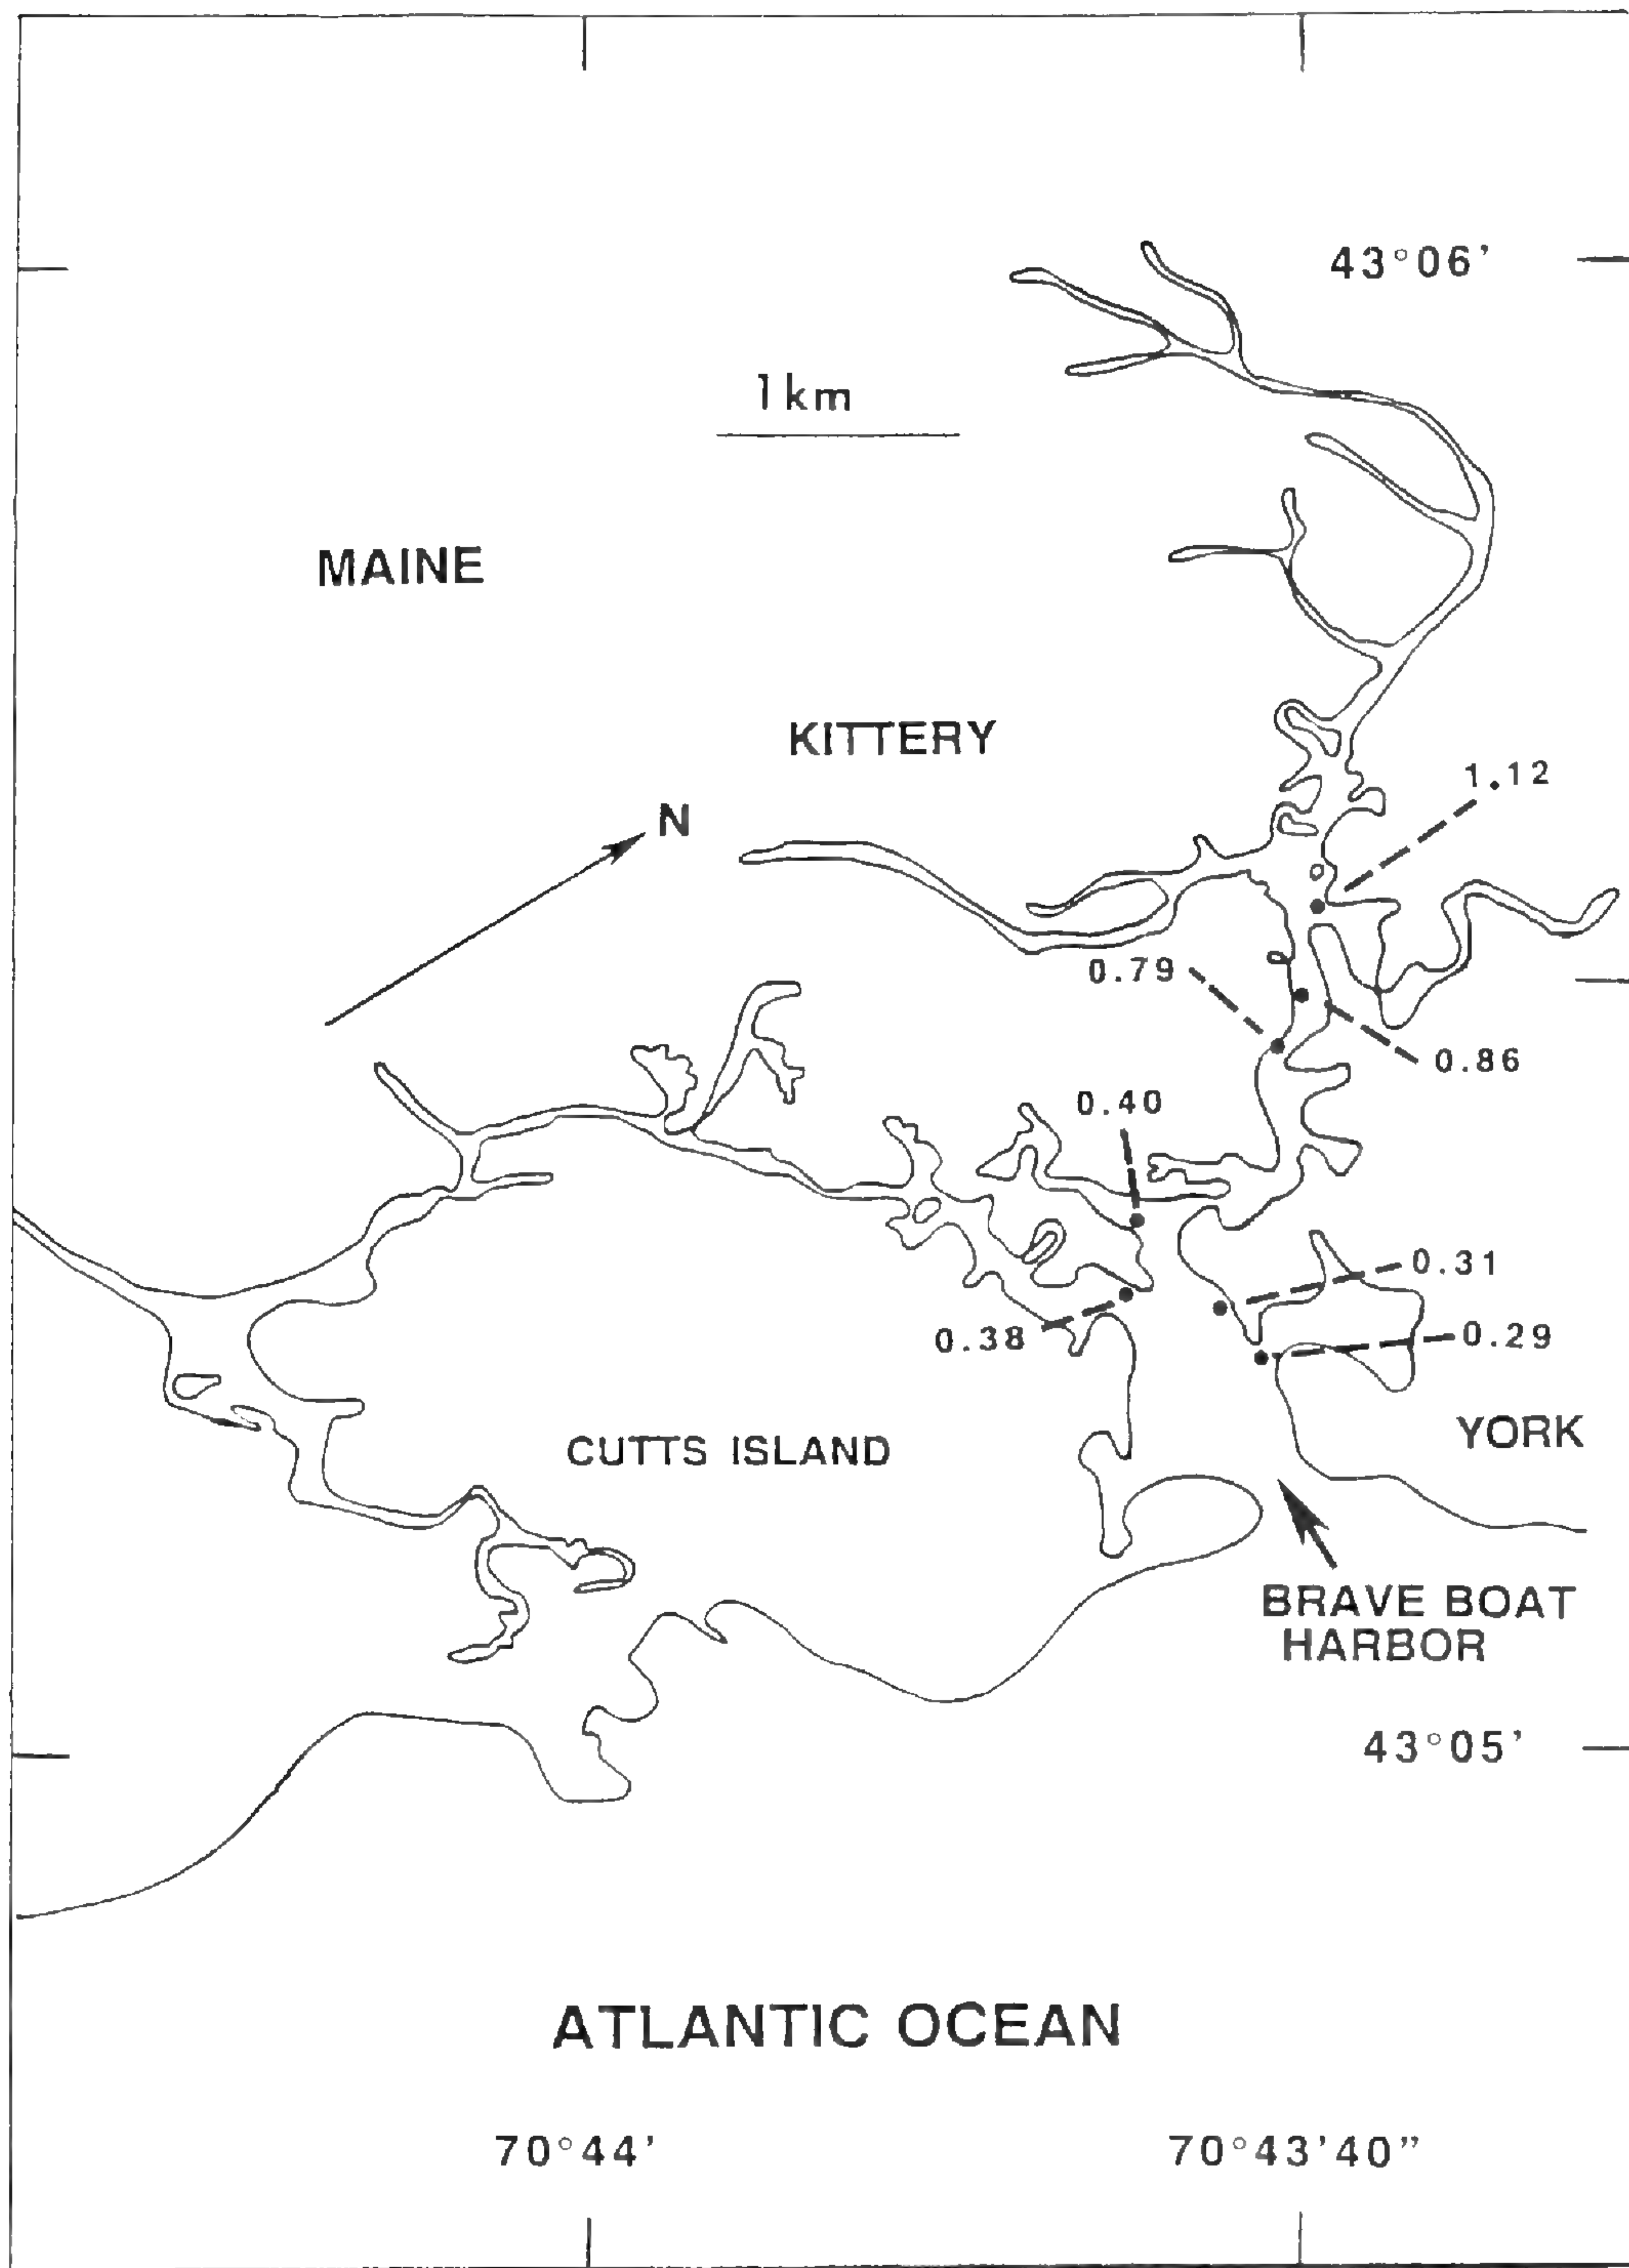 43°06'
1km
MAINE
KITTERY
1.12
N
0.79
0.86
0.40
0.31
0.38
0.29
YORK
CUTTS ISLAND
BRAVE BOAT
HARBOR
43°05'
ATLANTIC OCEAN
70°44'
70°43'40"